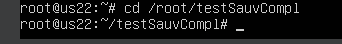 root@us22:~# cd /root/testSauvCompl
root@us22:~/testSauvCompl# _